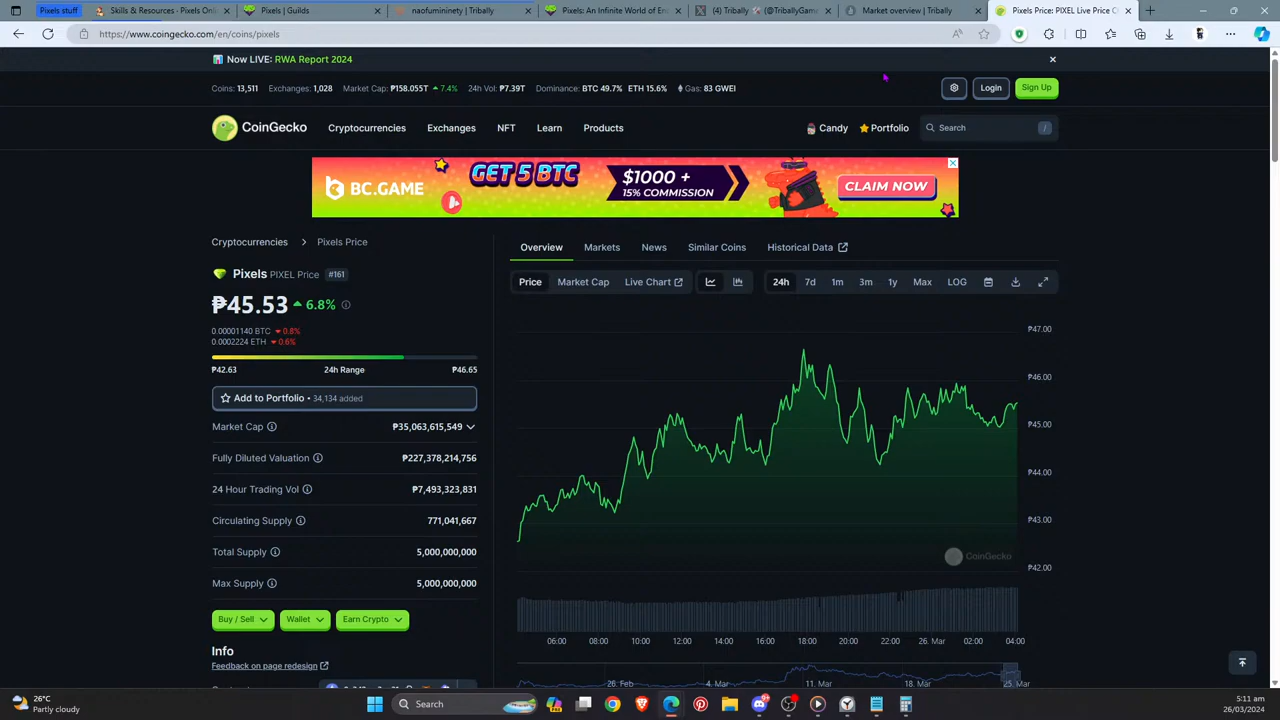 Pixels stuff
Skills & Resources - Pixels Onli
Pixels | Guilds
naofumininety | Tribally
Pixels: An Infinite World of En
(4) Tribally (@TriballyGame
Market overview | Tribally
Pixels Price: PIXEL Live Price C
https://www.coingecko.com/en/coins/pixels
Now LIVE: RWA Report 2024
Coins: 13,511 Exchanges: 1,028 Market Cap: ₱158.055T 7.4% 24h Vol: ₱7.39T Dominance: BTC 49.7% ETH 15.6% Gas: 83 GWEI
Login
Sign Up
CoinGecko
Cryptocurrencies Exchanges NFT Learn Products
Candy Portfolio Search /
BC.GAME
GET 5 BTC
$1000 +
15% COMMISSION
CLAIM NOW
Cryptocurrencies > Pixels Price
Pixels PIXEL Price #161
₱45.53 6.8%
0.00001140 BTC 0.8%
0.0002224 ETH 0.6%
₱42.63 24h Range ₱46.65
Add to Portfolio • 34,134 added
Market Cap ₱35,063,615,549
Fully Diluted Valuation ₱227,378,214,756
24 Hour Trading Vol ₱7,493,323,831
Circulating Supply 771,041,667
Total Supply 5,000,000,000
Max Supply 5,000,000,000
Buy / Sell Wallet Earn Crypto
Info
Feedback on page redesign
Overview Markets News Similar Coins Historical Data
Price Market Cap Live Chart 24h 7d 1m 3m 1y Max LOG
₱47.00
₱46.00
₱45.00
₱44.00
₱43.00
₱42.00
CoinGecko
06:00 08:00 10:00 12:00 14:00 16:00 18:00 20:00 22:00 26. Mar 02:00 04:00
26. Feb 4. Mar 11. Mar 18. Mar 25. Mar
26°C
Partly cloudy
Search
5:11 am
26/03/2024